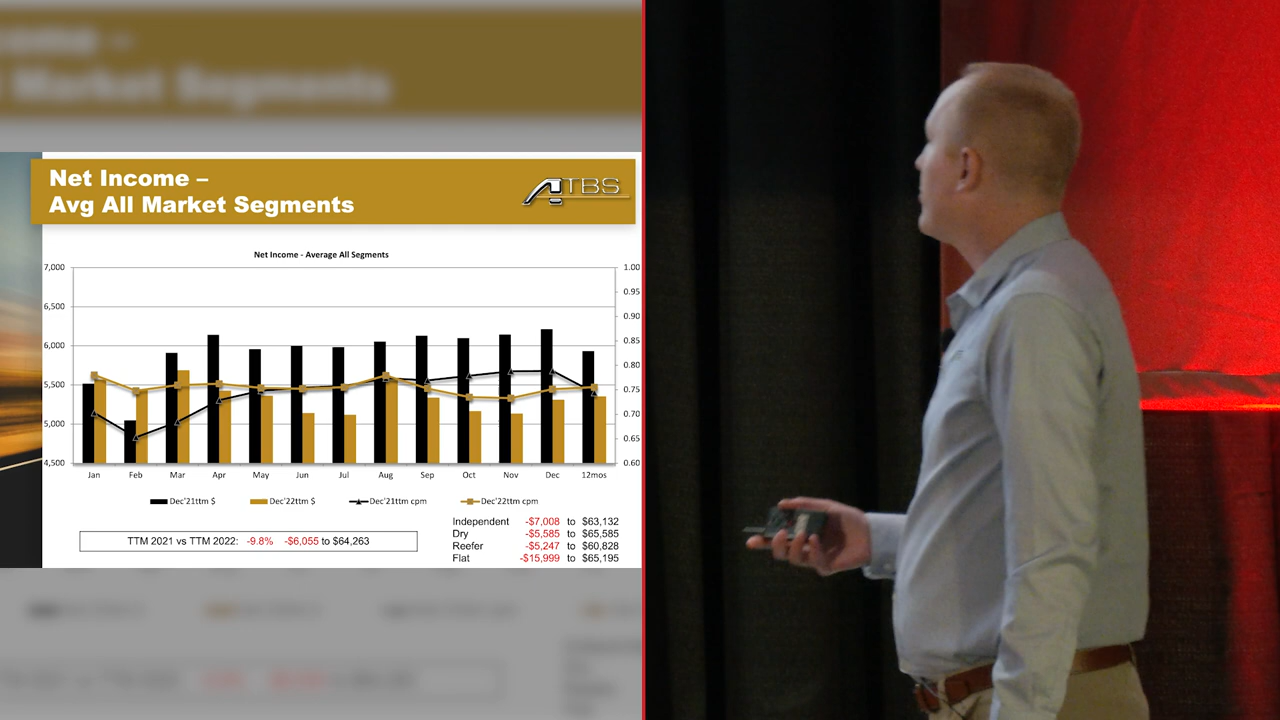 Net Income –
Avg All Market Segments
ATBS
Net Income - Average All Segments
7,000
6,500
6,000
5,500
5,000
4,500
1.00
0.95
0.90
0.85
0.80
0.75
0.70
0.65
0.60
Jan Feb Mar Apr May Jun Jul Aug Sep Oct Nov Dec 12mos
Dec'21ttm $ Dec'22ttm $ Dec'21ttm cpm Dec'22ttm cpm
TTM 2021 vs TTM 2022: -9.8% -$6,055 to $64,263
Independent -$7,008 to $63,132
Dry -$5,585 to $65,585
Reefer -$5,247 to $60,828
Flat -$15,999 to $65,195
come –
Market Segments